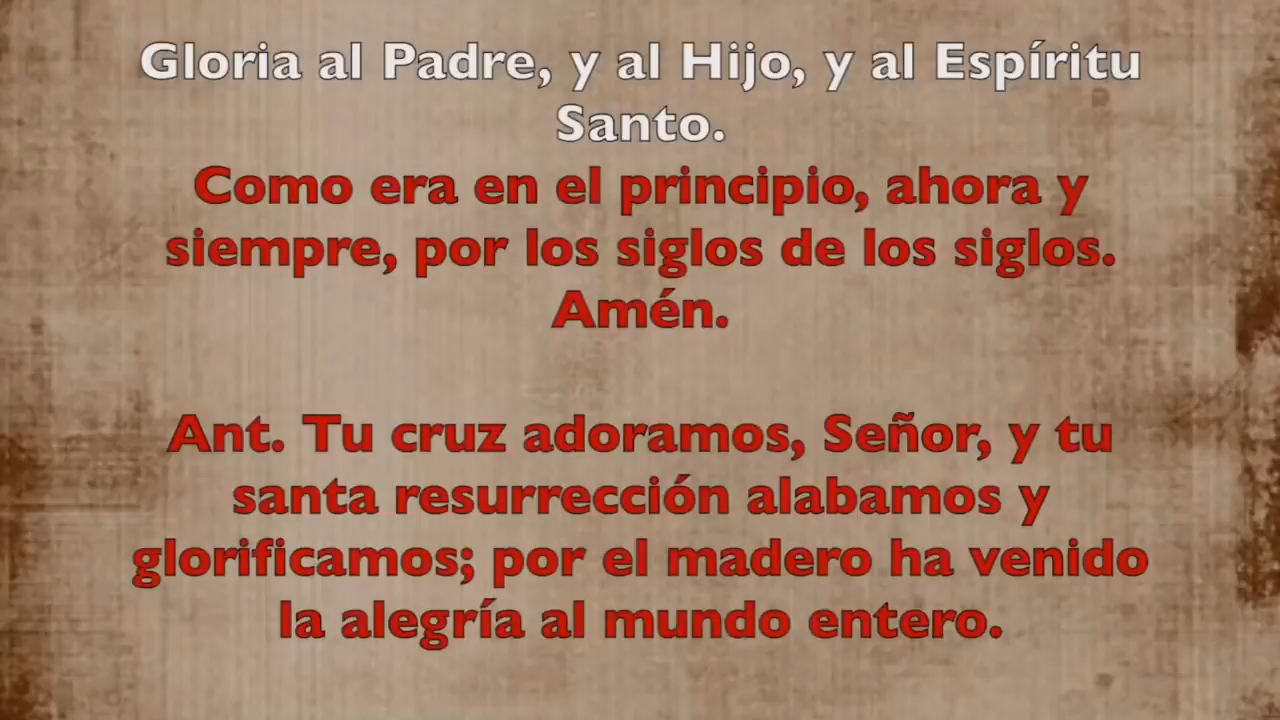 Gloria al Padre, y al Hijo, y al Espíritu
Santo.
Como era en el principio, ahora y
siempre, por los siglos de los siglos.
Amén.
Ant. Tu cruz adoramos, Señor, y tu
santa resurrección alabamos y
glorificamos; por el madero ha venido
la alegría al mundo entero.